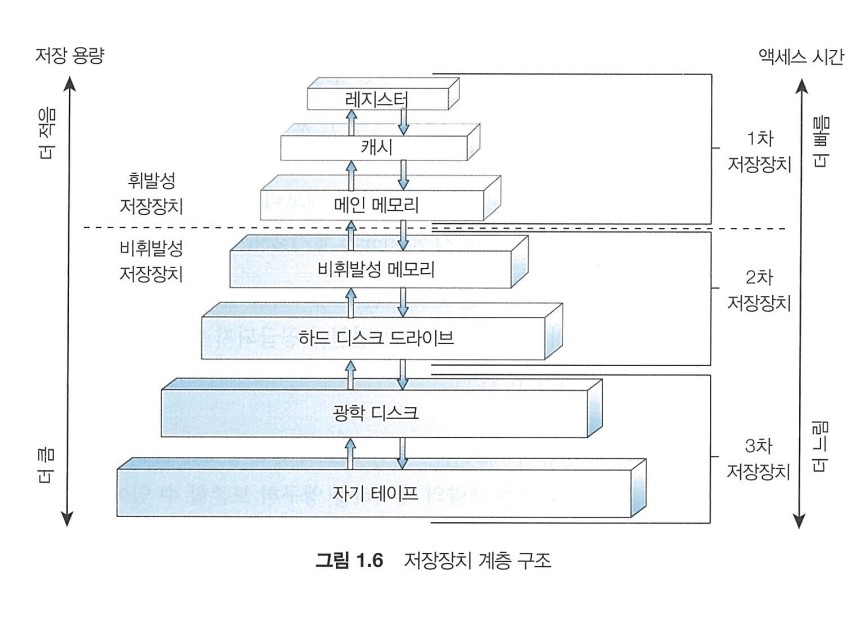 저장 용량
액세스 시간
더 적음
더 빠름
레지스터
캐시
1차
저장장치
휘발성
저장장치
메인 메모리
비휘발성
저장장치
비휘발성 메모리
2차
저장장치
하드 디스크 드라이브
광학 디스크
3차
저장장치
더 큼
더 느림
자기 테이프
그림 1.6 저장장치 계층 구조